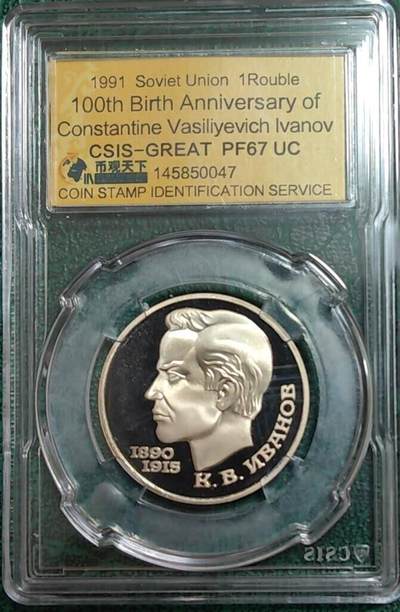 1991 Soviet Union 1Rouble
100th Birth Anniversary of
Constantine Vasiliyevich Ivanov
CSIS-GREAT PF67 UC
币观天下 145850047
COIN STAMP IDENTIFICATION SERVICE
1890
1915
К. В. ИВАНОВ
CSIS